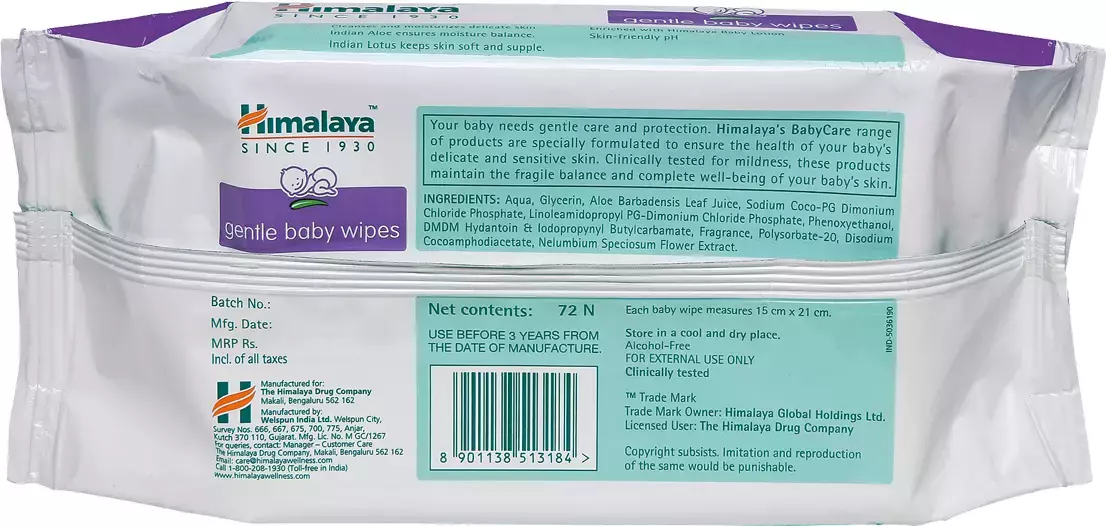 Himalaya
SINCE 1930
Cleanses and moisturizes delicate skin
Indian Aloe ensures moisture balance.
Indian Lotus keeps skin soft and supple.
gentle baby wipes
Enriched with Himalaya Baby Lotion
Skin-friendly pH
Himalaya™
SINCE 1930
gentle baby wipes
Your baby needs gentle care and protection. Himalaya's BabyCare range
of products are specially formulated to ensure the health of your baby's
delicate and sensitive skin. Clinically tested for mildness, these products
maintain the fragile balance and complete well-being of your baby's skin.
INGREDIENTS: Aqua, Glycerin, Aloe Barbadensis Leaf Juice, Sodium Coco-PG Dimonium
Chloride Phosphate, Linoleamidopropyl PG-Dimonium Chloride Phosphate, Phenoxyethanol,
DMDM Hydantoin & Iodopropynyl Butylcarbamate, Fragrance, Polysorbate-20, Disodium
Cocoamphodiacetate, Nelumbium Speciosum Flower Extract.
Batch No.:
Mfg. Date:
MRP Rs.
Incl. of all taxes
Manufactured for:
The Himalaya Drug Company
Makali, Bengaluru 562 162
Manufactured by:
Welspun India Ltd. Welspun City,
Survey Nos. 666, 667, 675, 700, 775, Anjar,
Kutch 370 110, Gujarat. Mfg. Lic. No. M GC/1267
For queries, contact: Manager – Customer Care
The Himalaya Drug Company, Makali, Bengaluru 562 162
Email: care@himalayawellness.com
Call 1-800-208-1930 (Toll-free in India)
www.himalayawellness.com
Net contents: 72 N
USE BEFORE 3 YEARS FROM
THE DATE OF MANUFACTURE.
8 901138 513184 >
Each baby wipe measures 15 cm x 21 cm.
Store in a cool and dry place.
Alcohol-Free
FOR EXTERNAL USE ONLY
Clinically tested
™ Trade Mark
Trade Mark Owner: Himalaya Global Holdings Ltd.
Licensed User: The Himalaya Drug Company
Copyright subsists. Imitation and reproduction
of the same would be punishable.
IND-5036190